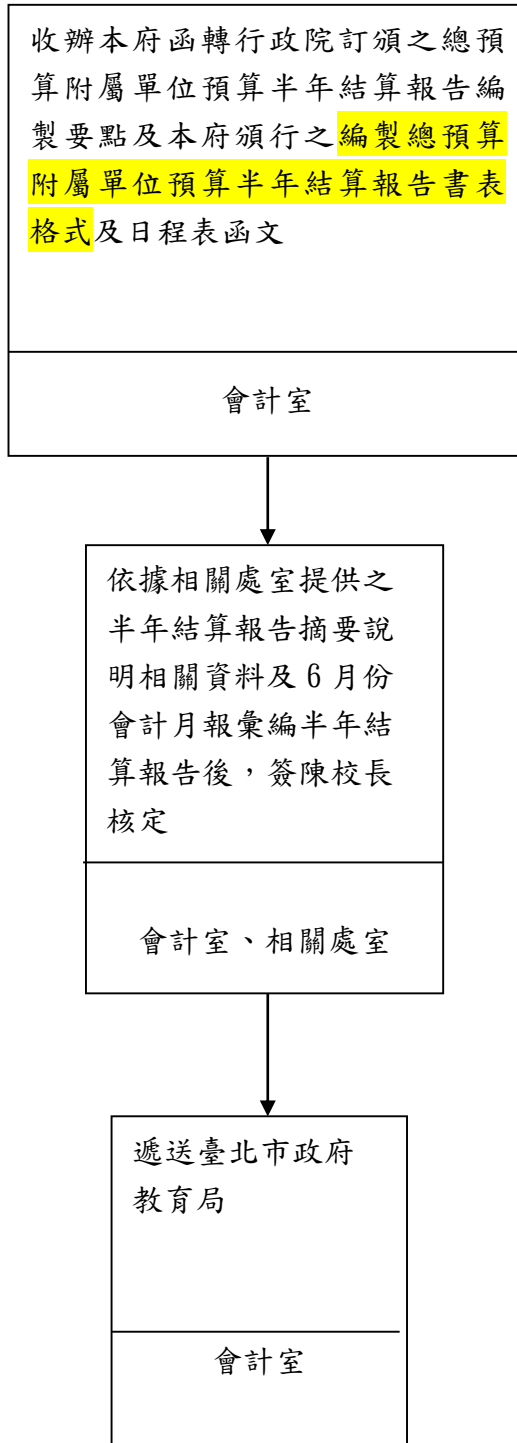 收辦本府函轉行政院訂頒之總預
算附屬單位預算半年結算報告編
製要點及本府頒行之編製總預算
附屬單位預算半年結算報告書表
格式及日程表函文
會計室
依據相關處室提供之
半年結算報告摘要說
明相關資料及 6 月份
會計月報彙編半年結
算報告後，簽陳校長
核定
會計室、相關處室
遞送臺北市政府
教育局
會計室